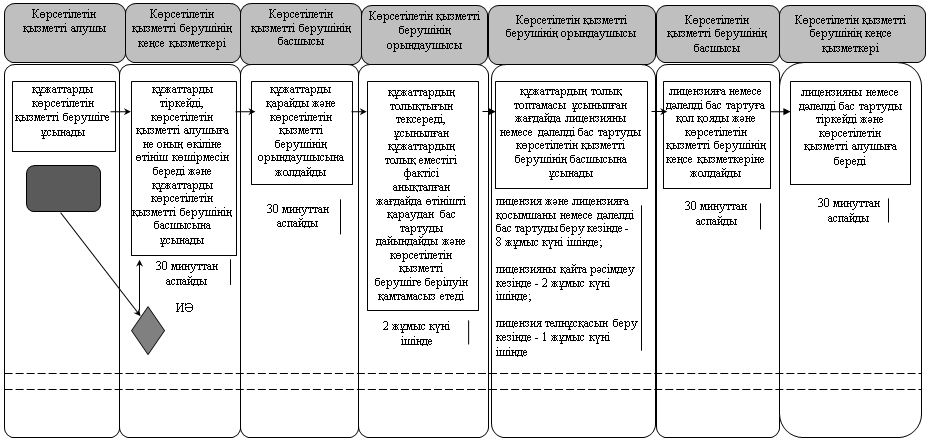 Көрсетілетін
қызметті алушы
Көрсетілетін
қызметті берушінің
кеңсе қызметкері
Көрсетілетін
қызметті берушінің
басшысы
Көрсетілетін қызметті
берушінің
орындаушысы
Көрсетілетін қызметті
берушінің орындаушысы
Көрсетілетін
қызметті берушінің
басшысы
Көрсетілетін қызметті
берушінің кеңсе
қызметкері
құжаттарды
көрсетілетін
қызметті берушіге
ұсынады
құжаттарды
тіркейді,
көрсетілетін
қызметті алушыға
не оның өкіліне
өтініш көшірмесін
береді және
құжаттарды
көрсетілетін
қызметті берушінің
басшысына
ұсынады
30 минуттан
аспайды
ИӘ
құжаттарды
қарайды және
көрсетілетін
қызметті
берушінің
орындаушысына
жолдайды
30 минуттан
аспайды
құжаттардың
толықтығын
тексереді,
ұсынылған
құжаттардың
толық еместігі
фактісі
анықталған
жағдайда өтінішті
қараудан бас
тартуды
дайындайды және
көрсетілетін
қызметті
берушіге берілуін
қамтамасыз етеді
2 жұмыс күні
ішінде
құжаттардың толық
топтамасы ұсынылған
жағдайда лицензияны
немесе дәлелді бас тартуды
көрсетілетін қызметті
берушінің басшысына
ұсынады
лицензия және лицензияға
қосымшаны немесе дәлелді
бас тартуды беру кезінде -
8 жұмыс күні ішінде;
лицензияны қайта рәсімдеу
кезінде - 2 жұмыс күні
ішінде;
лицензия телнұсқасын беру
кезінде - 1 жұмыс күні
ішінде
лицензияға немесе
дәлелді бас тартуға
қол қояды және
көрсетілетін
қызметті берушінің
кеңсе қызметкеріне
жолдайды
30 минуттан
аспайды
лицензияны немесе
дәлелді бас тартуды
тіркейді және
көрсетілетін
қызметті алушыға
береді
30 минуттан
аспайды